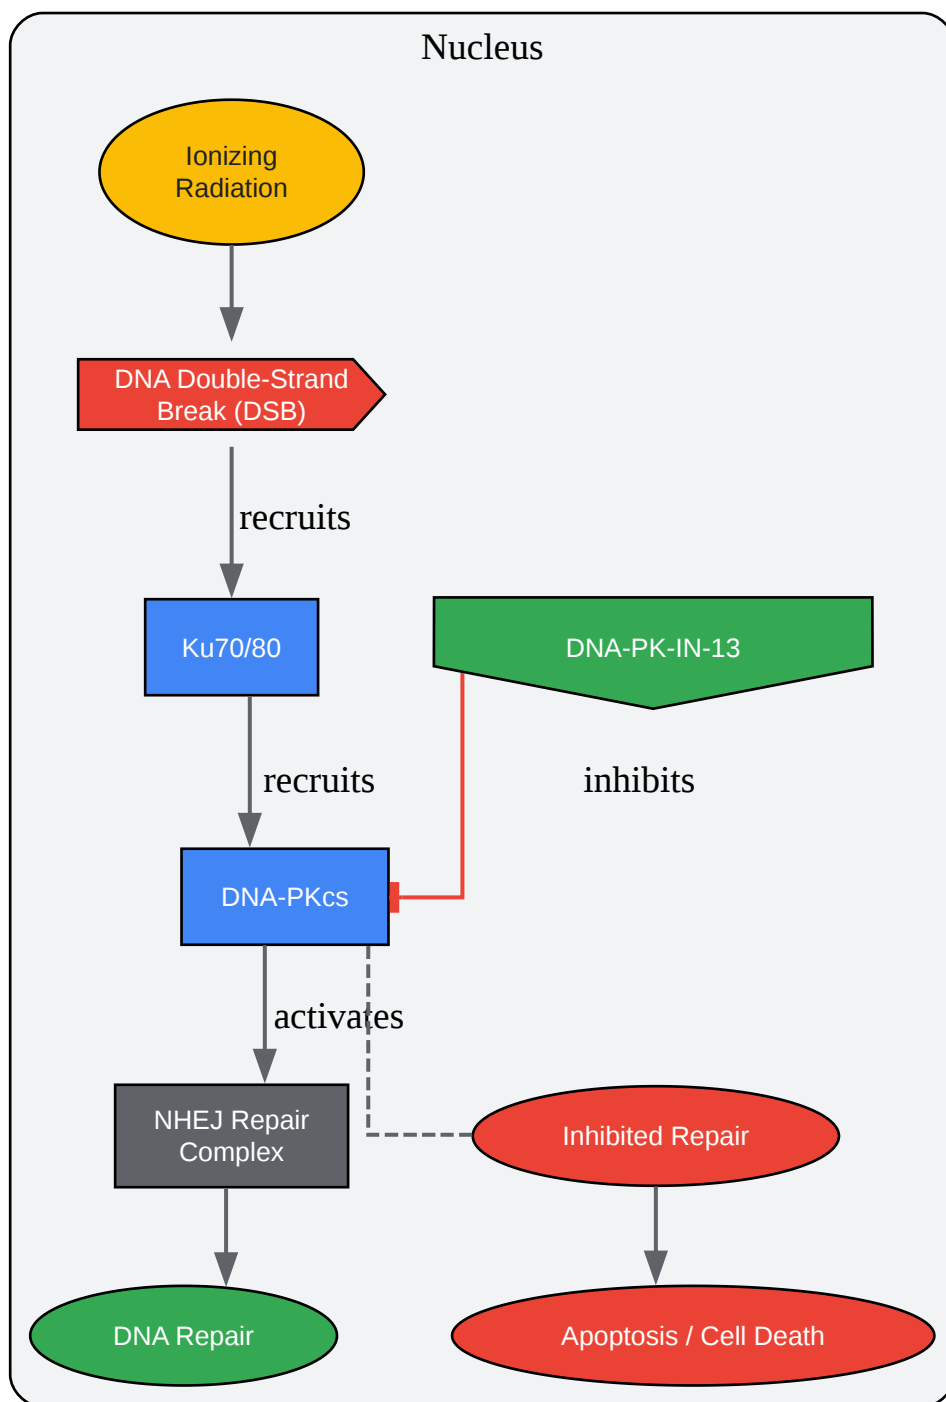 Nucleus
Ionizing
Radiation
DNA Double-Strand
Break (DSB)
recruits
Ku70/80
DNA-PK-IN-13
recruits
inhibits
DNA-PKcs
activates
NHEJ Repair
Complex
Inhibited Repair
DNA Repair
Apoptosis / Cell Death